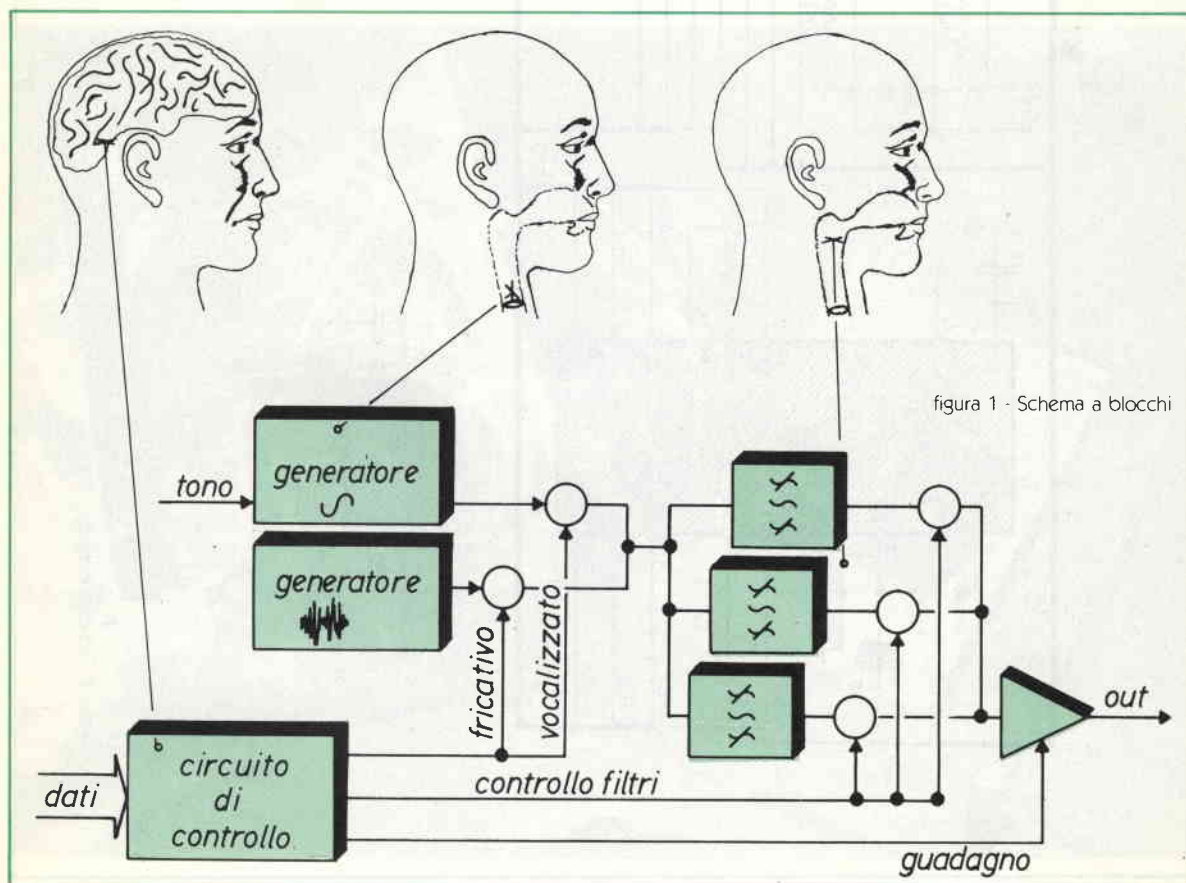 figura 1 - Schema a blocchi
tono
generatore
generatore
fricativo
vocalizzato
dati
circuito
di
controllo
controllo filtri
guadagno
out